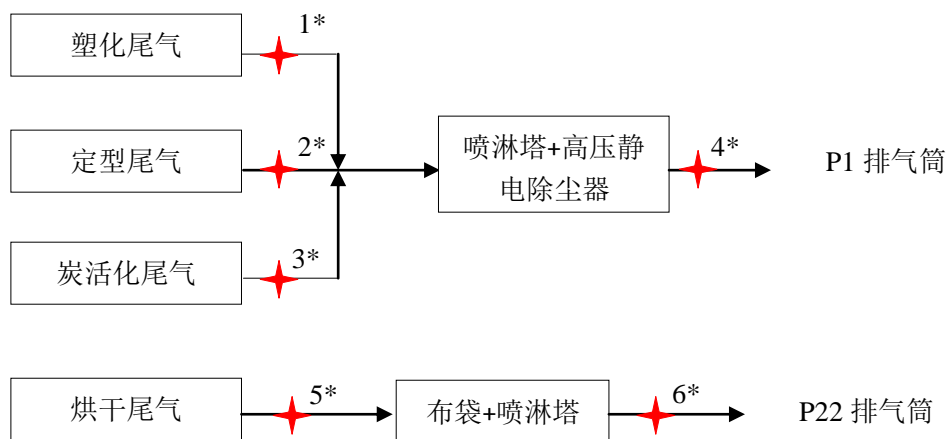 塑化尾气
1*
定型尾气
2*
喷淋塔+高压静
电除尘器
4*
P1 排气筒
炭活化尾气
3*
烘干尾气
5*
布袋+喷淋塔
6*
P22 排气筒